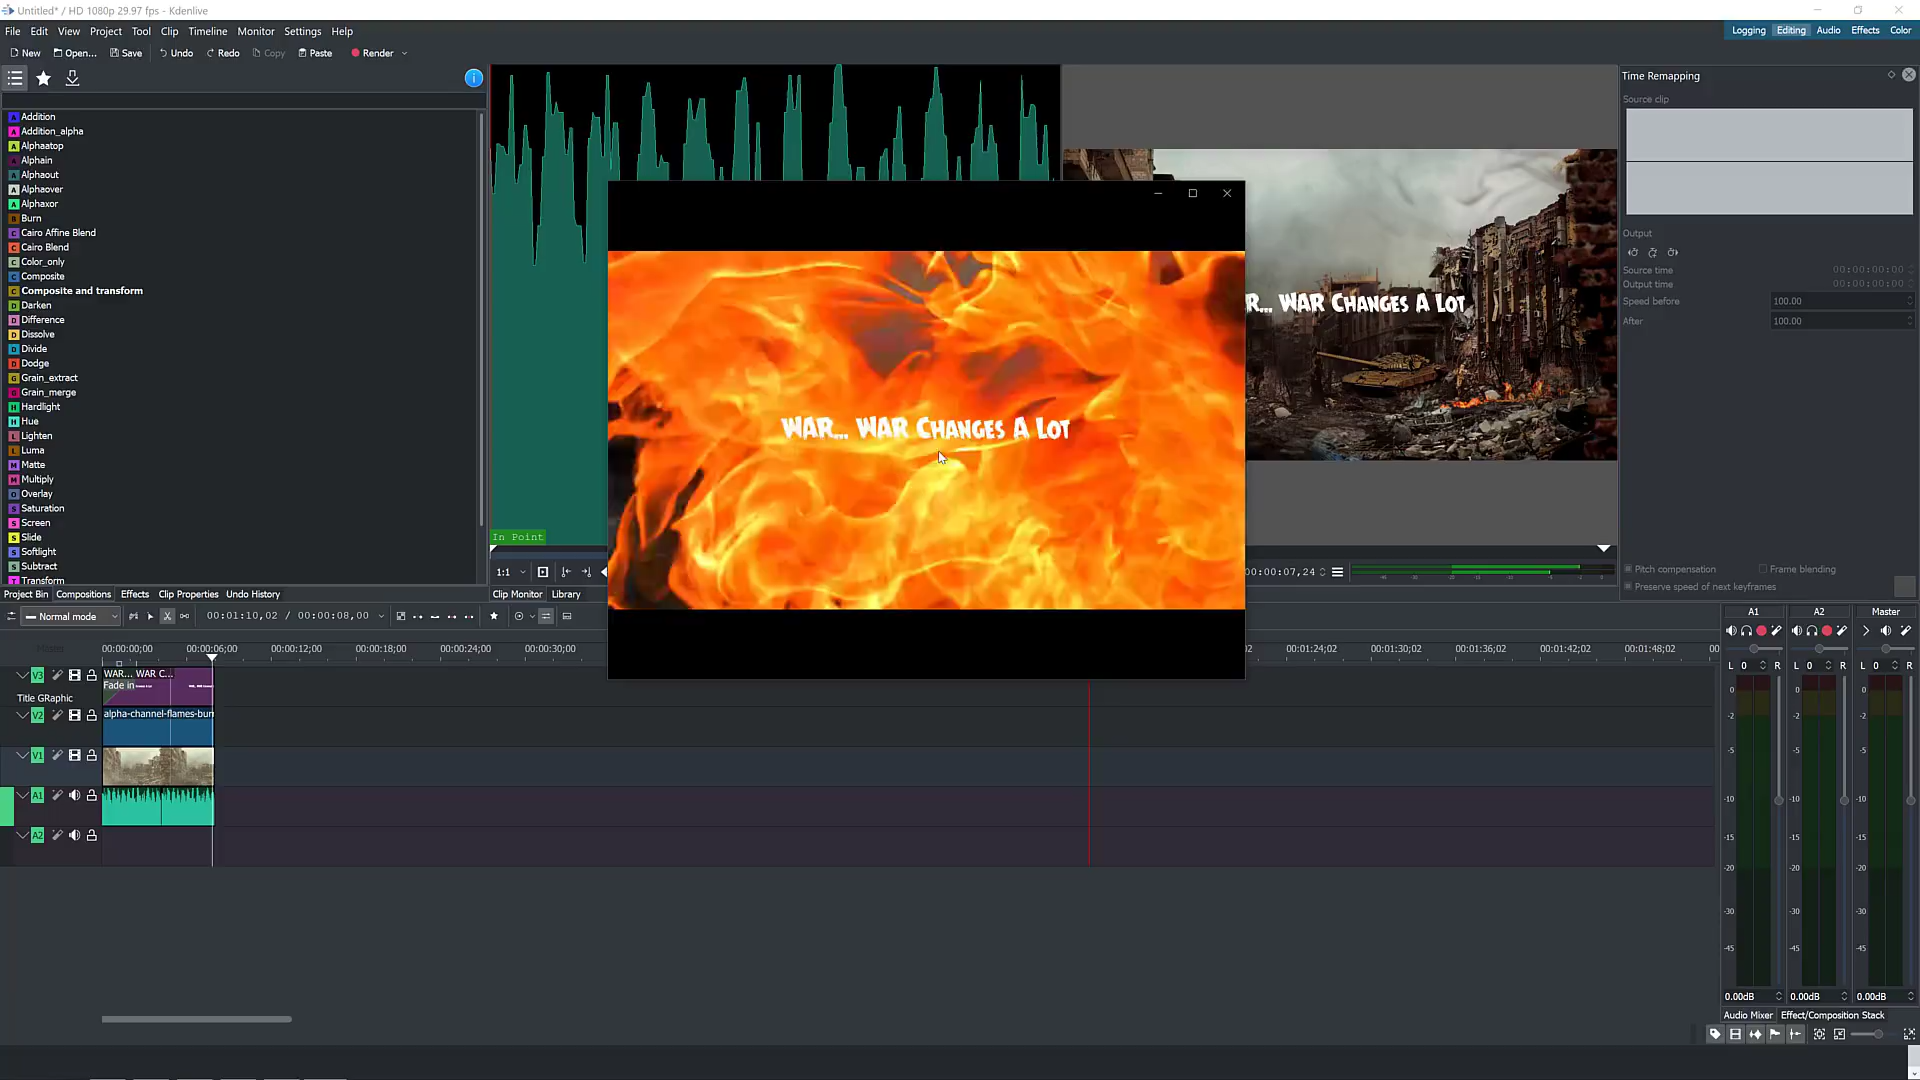 Untitled* / HD 1080p 29.97 fps - Kdenlive
File Edit View Project Tool Clip Timeline Monitor Settings Help
Logging Editing Audio Effects Color
New Open... Save Undo Redo Copy Paste Render
Time Remapping
Source clip
Addition
Addition_alpha
Alphaatop
Alphain
Alphaout
Alphaover
Alphaxor
Burn
Cairo Affine Blend
Cairo Blend
Color_only
Composite
Composite and transform
Darken
Difference
Dissolve
Divide
Dodge
Grain_extract
Grain_merge
Hardlight
Hue
Lighten
Luma
Matte
Multiply
Overlay
Saturation
Screen
Slide
Softlight
Subtract
Transform
Output
Source time 00:00:00:00
Output time 00:00:00:00
Speed before 100.00
After 100.00
R... WAR Changes A Lot
WAR... WAR Changes A Lot
In Point
1:1
00:00:07,24
Pitch compensation Frame blending
Preserve speed of next keyframes
Project Bin Compositions Effects Clip Properties Undo History
Clip Monitor Library
Normal mode 00:01:10,02 / 00:00:08,00
A1 A2 Master
Master
00:00:00;00 00:00:06;00 00:00:12;00 00:00:18;00 00:00:24;00 00:00:30;00 02 00:01:24;02 00:01:30;02 00:01:36;02 00:01:42;02 00:01:48;02 00
V3 WAR... WAR C...
Fade in
Title GRaphic
V2 alpha-channel-flames-burn
V1
A1
A2
L 0 R L 0 R L 0 R
0 0 0
-2 -2 -2
-5 -5 -5
-10 -10 -10
-15 -15 -15
-20 -20 -20
-30 -30 -30
-45 -45 -45
0.00dB 0.00dB 0.00dB
Audio Mixer Effect/Composition Stack